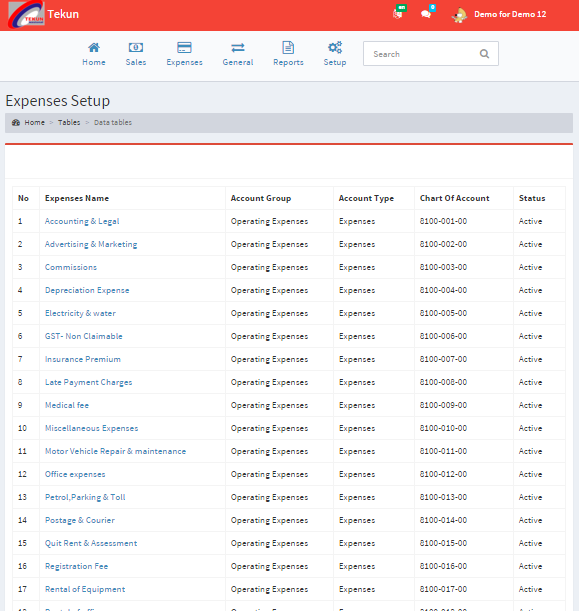 TEKUN Tekun Demo for Demo 12
Home Sales Expenses General Reports Setup Search
Expenses Setup
Home > Tables > Data tables
No Expenses Name Account Group Account Type Chart Of Account Status
1 Accounting & Legal Operating Expenses Expenses 8100-001-00 Active
2 Advertising & Marketing Operating Expenses Expenses 8100-002-00 Active
3 Commissions Operating Expenses Expenses 8100-003-00 Active
4 Depreciation Expense Operating Expenses Expenses 8100-004-00 Active
5 Electricity & water Operating Expenses Expenses 8100-005-00 Active
6 GST- Non Claimable Operating Expenses Expenses 8100-006-00 Active
7 Insurance Premium Operating Expenses Expenses 8100-007-00 Active
8 Late Payment Charges Operating Expenses Expenses 8100-008-00 Active
9 Medical fee Operating Expenses Expenses 8100-009-00 Active
10 Miscellaneous Expenses Operating Expenses Expenses 8100-010-00 Active
11 Motor Vehicle Repair & maintenance Operating Expenses Expenses 8100-011-00 Active
12 Office expenses Operating Expenses Expenses 8100-012-00 Active
13 Petrol,Parking & Toll Operating Expenses Expenses 8100-013-00 Active
14 Postage & Courier Operating Expenses Expenses 8100-014-00 Active
15 Quit Rent & Assessment Operating Expenses Expenses 8100-015-00 Active
16 Registration Fee Operating Expenses Expenses 8100-016-00 Active
17 Rental of Equipment Operating Expenses Expenses 8100-017-00 Active